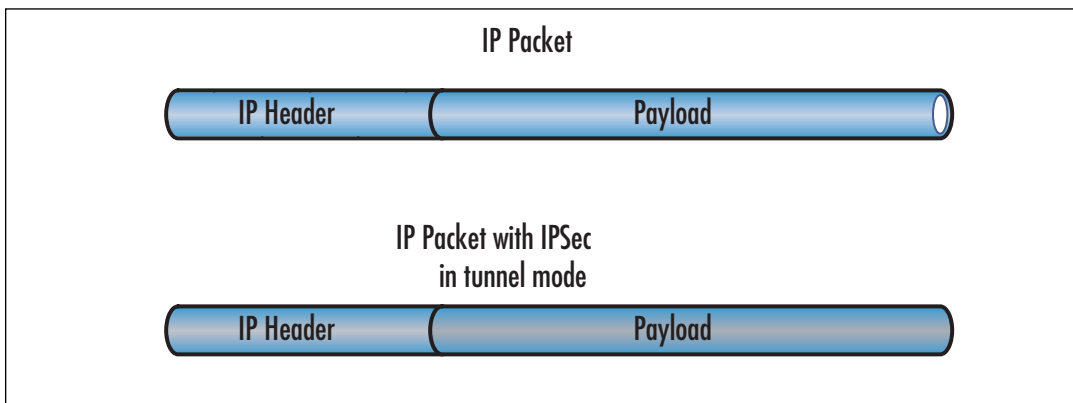 IP Packet
IP Header Payload
IP Packet with IPSec
in tunnel mode
IP Header Payload